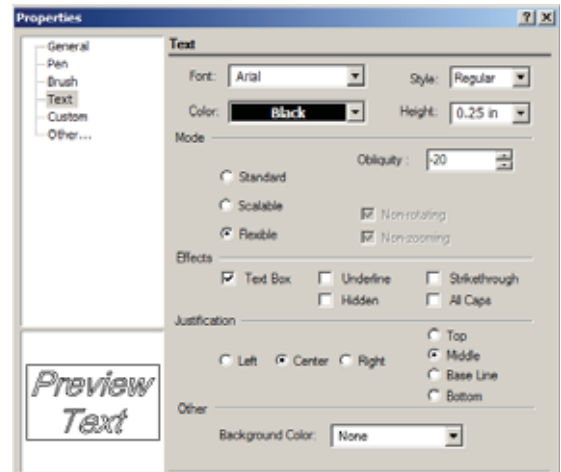 Properties
General
Pen
Brush
Text
Custom
Other...
Text
Font: Arial Style: Regular
Color: Black Height: 0.25 in
Mode
Obliquity : -20
Standard
Scalable
Flexible
Non-rotating
Non-zooming
Effects
Text Box Underline Strikethrough
Hidden All Caps
Justification
Left Center Right
Top
Middle
Base Line
Bottom
Other
Background Color: None
Preview
Text